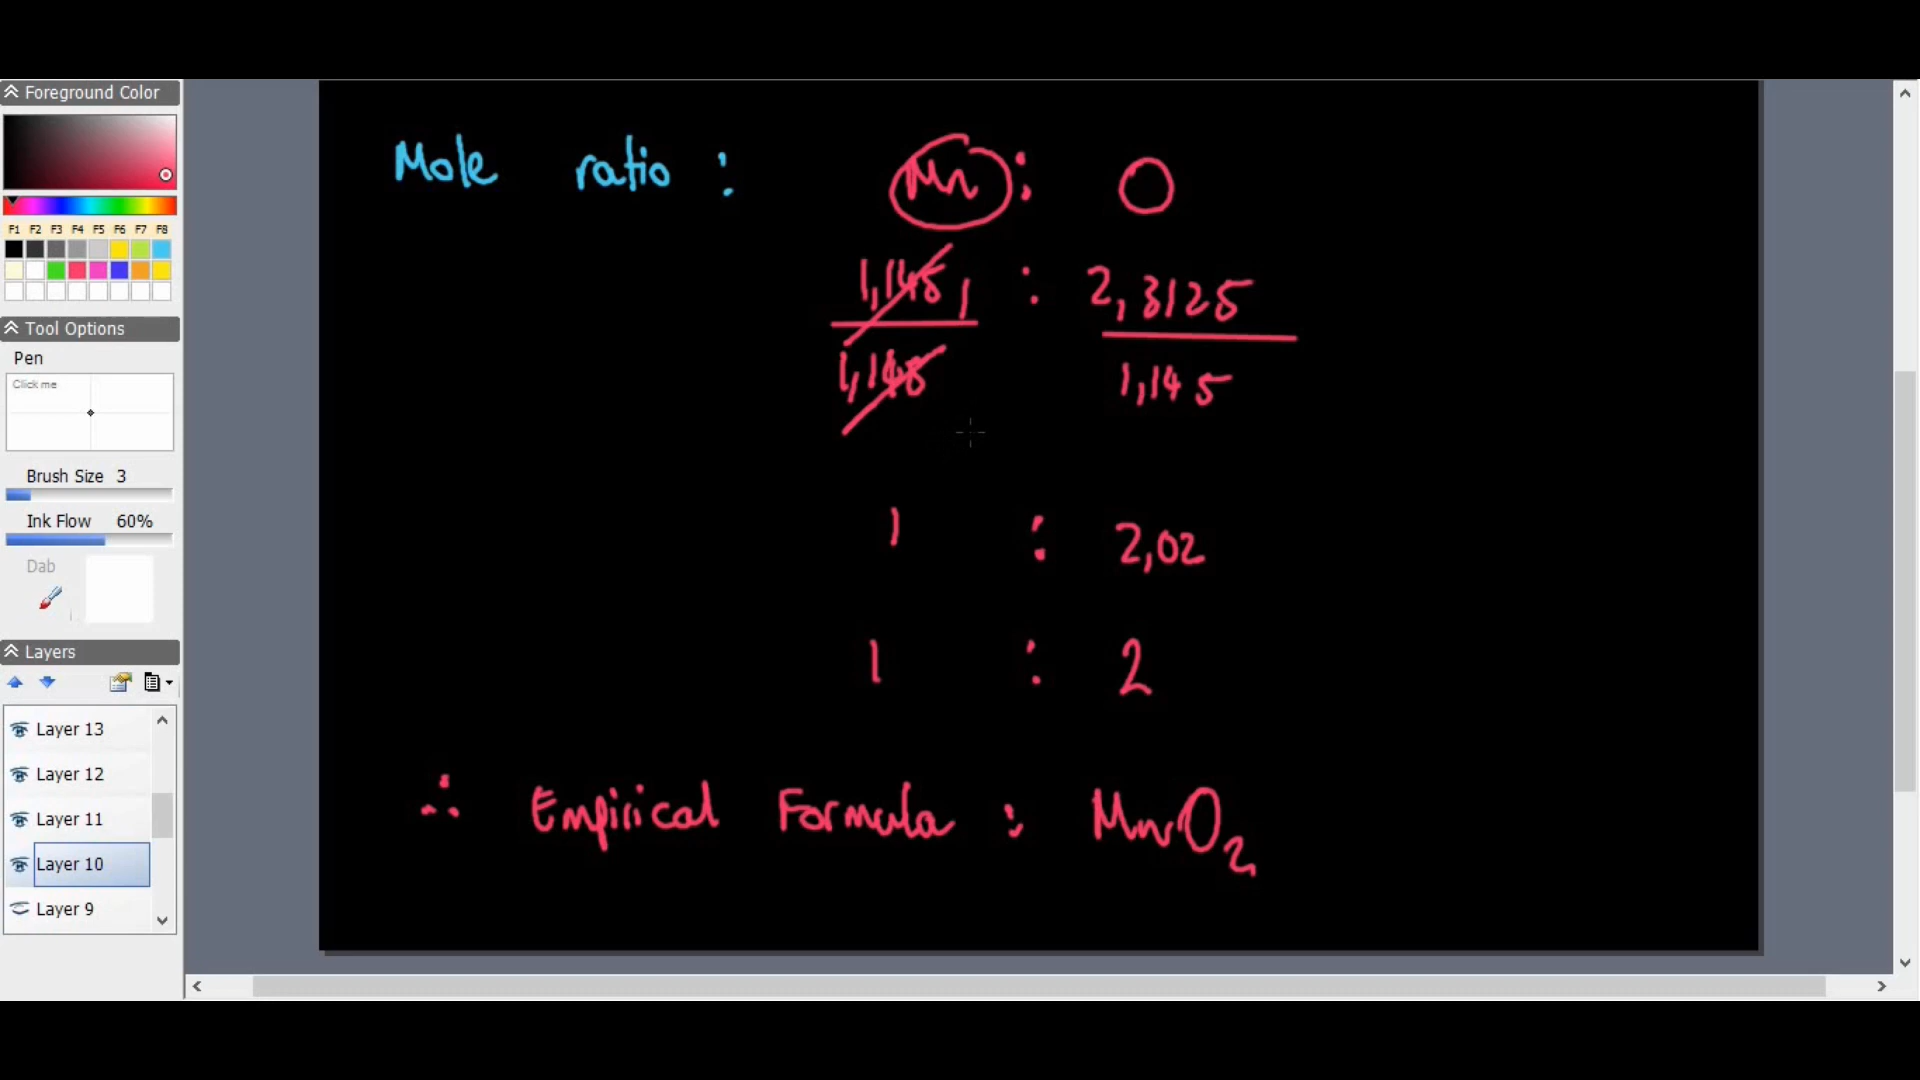 Foreground Color
F1 F2 F3 F4 F5 F6 F7 F8
Tool Options
Pen
Click me
Brush Size 3
Ink Flow 60%
Dab
Layers
Layer 13
Layer 12
Layer 11
Layer 10
Layer 9
Mole ratio : Mn : O
1,145 1 : 2,3125
1,145 1,145
1 : 2,02
1 : 2
∴ Empirical Formula : MnO2